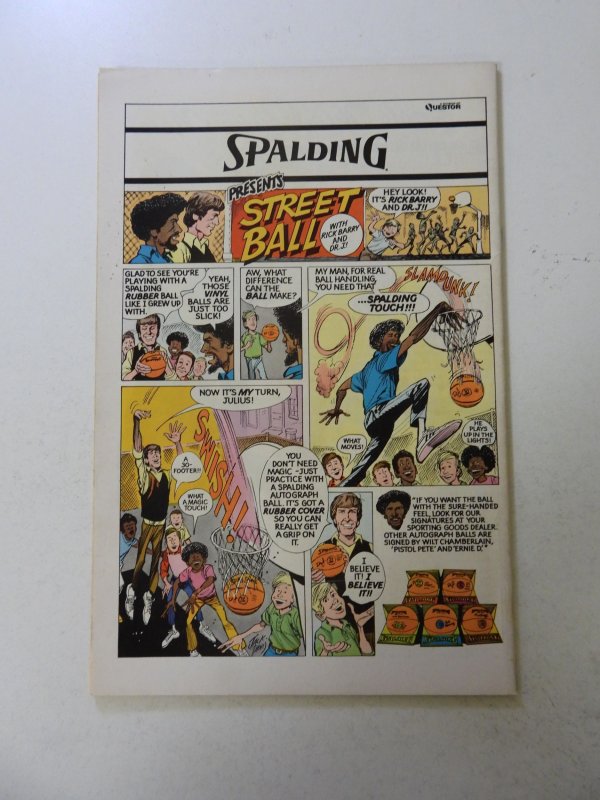 QUESTOR
SPALDING
PRESENTS
STREET
BALL
WITH
RICK BARRY
AND
DR. J!
HEY LOOK!
IT'S RICK BARRY
AND DR. J!!
GLAD TO SEE YOU'RE
PLAYING WITH A
SPALDING
RUBBER BALL
LIKE I GREW UP
WITH.
YEAH,
THOSE
VINYL
BALLS ARE
JUST TOO
SLICK!
AW, WHAT
DIFFERENCE
CAN THE
BALL MAKE?
MY MAN, FOR REAL
BALL HANDLING,
YOU NEED THAT
...SPALDING
TOUCH!!!
SLAMDUNK!
WHAT
MOVES!
HE
PLAYS
UP IN THE
LIGHTS!
NOW IT'S MY TURN,
JULIUS!
A
30-
FOOTER!!
WHAT
A MAGIC
TOUCH!
SWISH!
YOU
DON'T NEED
MAGIC-JUST
PRACTICE WITH
A SPALDING
AUTOGRAPH
BALL. IT'S GOT A
RUBBER COVER
SO YOU CAN
REALLY GET
A GRIP ON
IT.
I
BELIEVE
IT! I
BELIEVE
IT!!
"IF YOU WANT THE BALL
WITH THE SURE-HANDED
FEEL, LOOK FOR OUR
SIGNATURES AT YOUR
SPORTING GOODS DEALER.
OTHER AUTOGRAPH BALLS ARE
SIGNED BY WILT CHAMBERLAIN,
'PISTOL PETE' AND 'ERNIE D.'"